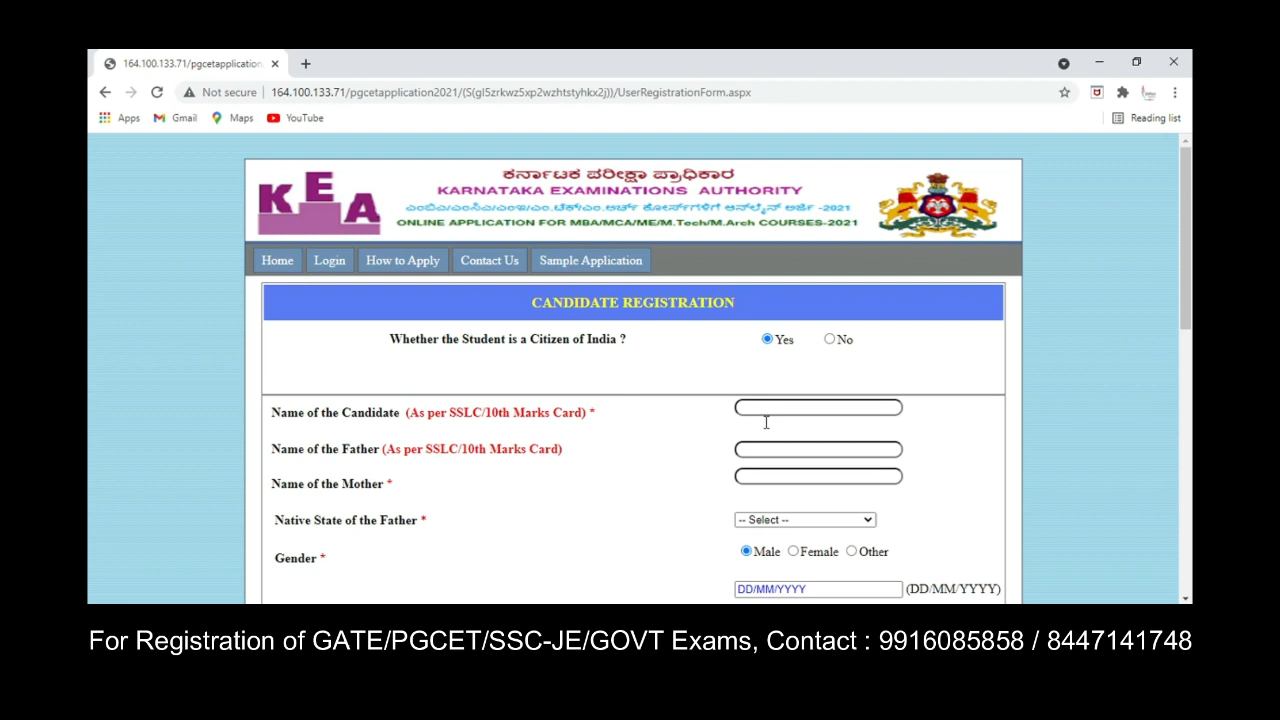 164.100.133.71/pgcetapplication
Not secure | 164.100.133.71/pgcetapplication2021/(S(gl5zrkwz5xp2wzhtstyhkx2j))/UserRegistrationForm.aspx
Apps Gmail Maps YouTube Reading list
KEA
ಕರ್ನಾಟಕ ಪರೀಕ್ಷಾ ಪ್ರಾಧಿಕಾರ
KARNATAKA EXAMINATIONS AUTHORITY
ಎಂಬಿಎ/ಎಂಸಿಎ/ಎಂಇ/ಎಂ.ಟೆಕ್/ಎಂ.ಆರ್ಚ್ ಕೋರ್ಸ್‌ಗಳಿಗೆ ಆನ್‌ಲೈನ್ ಅರ್ಜಿ -2021
ONLINE APPLICATION FOR MBA/MCA/ME/M.Tech/M.Arch COURSES-2021
Home Login How to Apply Contact Us Sample Application
CANDIDATE REGISTRATION
Whether the Student is a Citizen of India ? Yes No
Name of the Candidate (As per SSLC/10th Marks Card) *
Name of the Father (As per SSLC/10th Marks Card)
Name of the Mother *
Native State of the Father * -- Select --
Gender * Male Female Other
DD/MM/YYYY (DD/MM/YYYY)
For Registration of GATE/PGCET/SSC-JE/GOVT Exams, Contact : 9916085858 / 8447141748